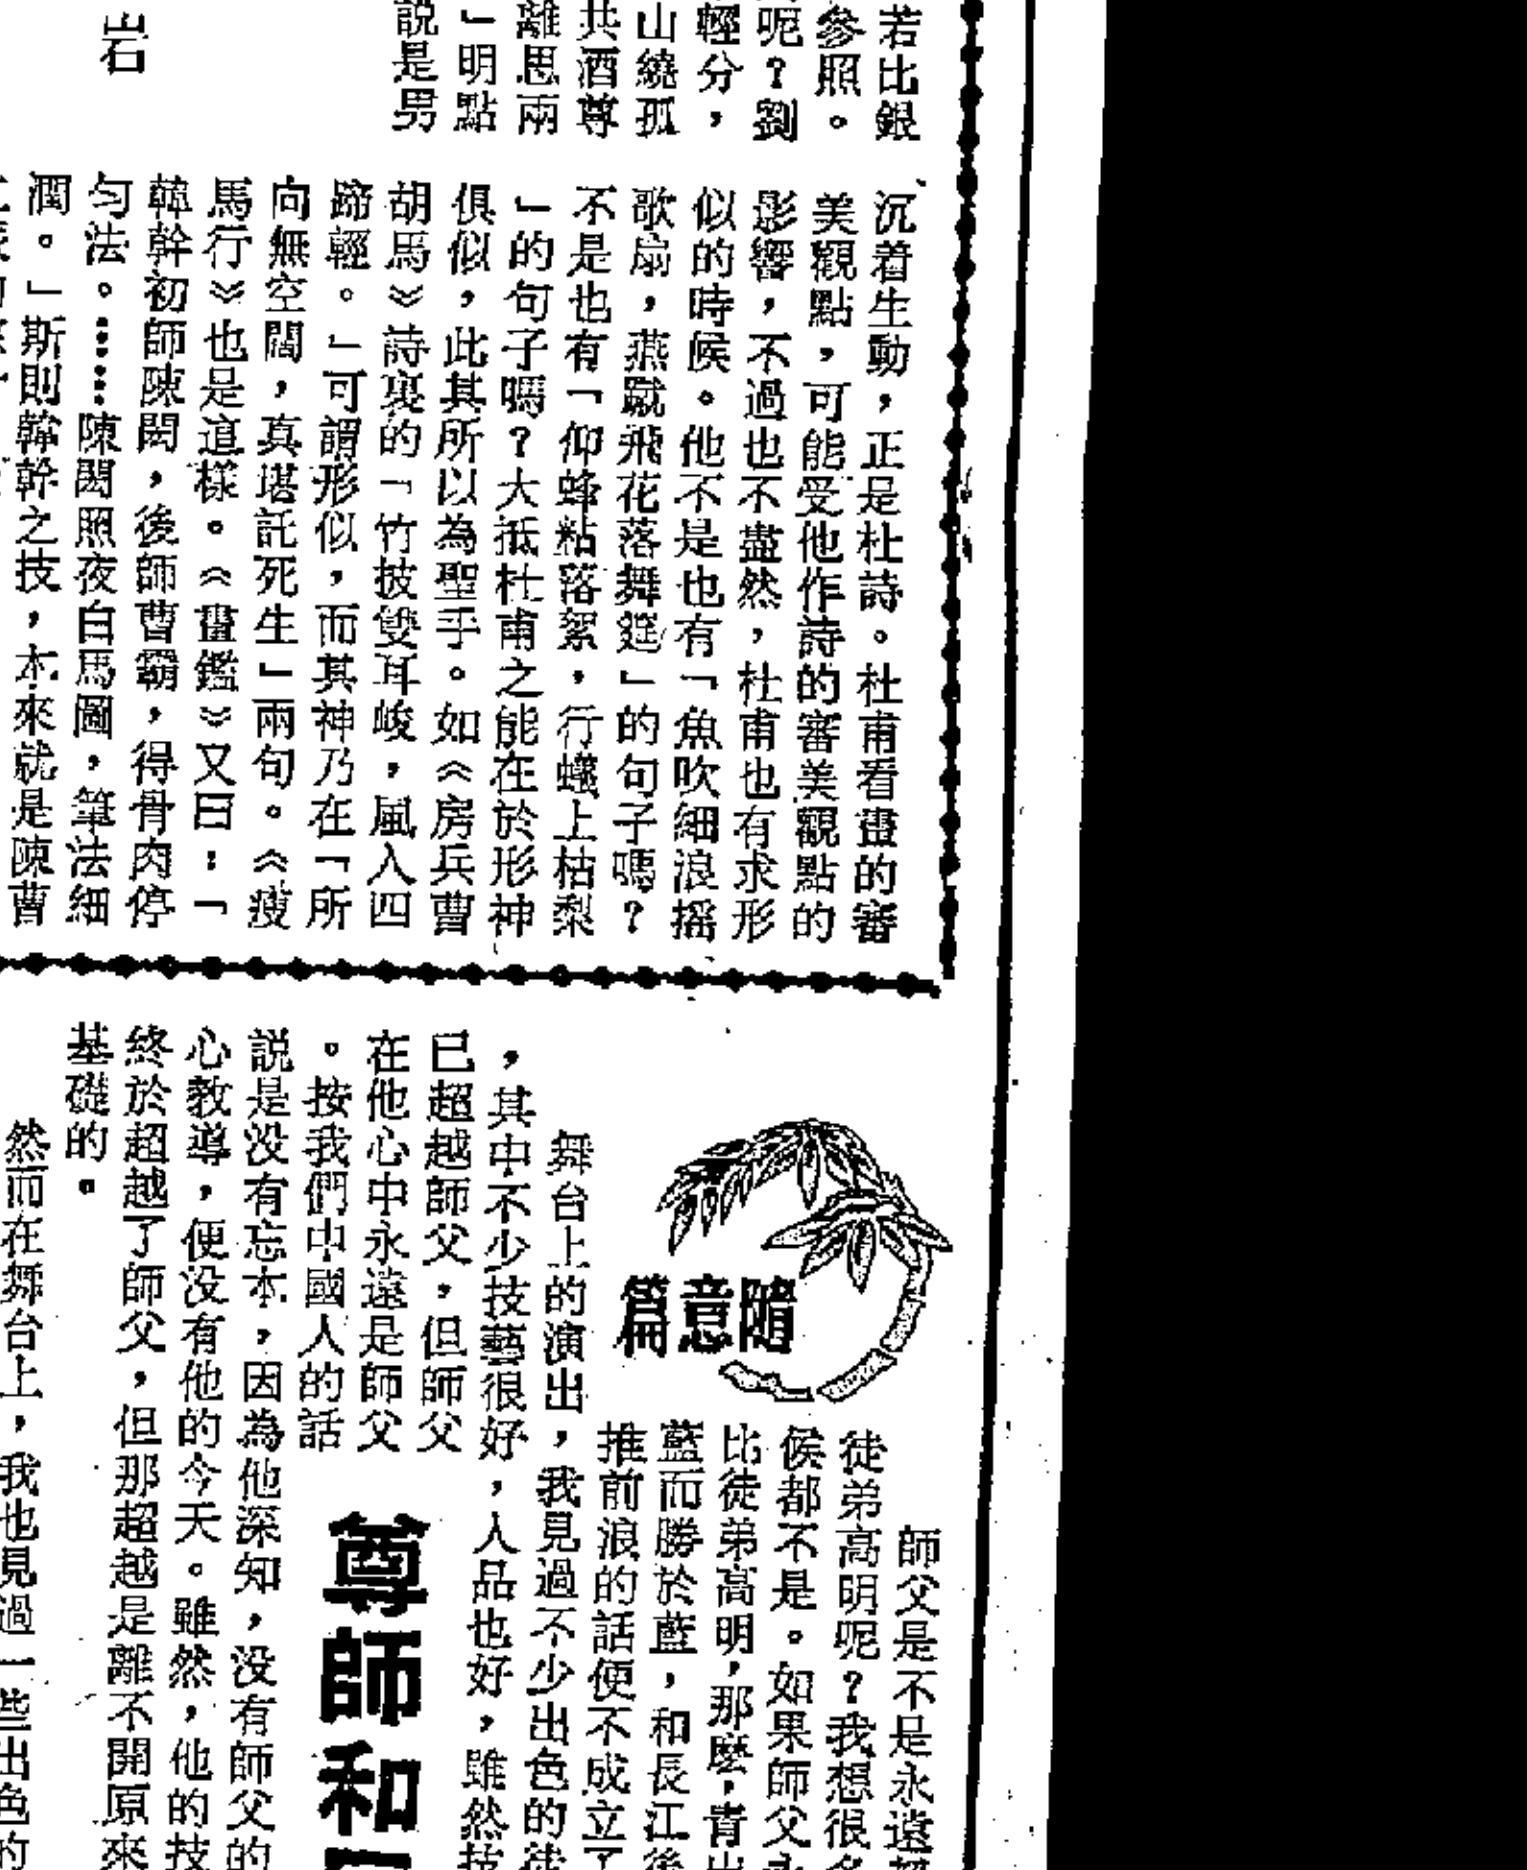 若比銀
參照。
呢？劉
輕分，
山繞孤
共酒尊
離思兩
」明點
説是男
岩
沉着生動，正是杜詩。杜甫看畫的審
美觀點，可能受他作詩的審美觀點的
影響，不過也不盡然，杜甫也有求形
似的時候。他不是也有「魚吹細浪搖
歌扇，燕蹴飛花落舞筵」的句子嗎？
不是也有「仰蜂粘落絮，行蟻上枯梨
」的句子嗎？大抵杜甫之能在於形神
俱似，此其所以為聖手。如《房兵曹
胡馬》詩裏的「竹披雙耳峻，風入四
蹄輕。」可謂形似，而其神乃在「所
向無空闊，真堪託死生」兩句。《瘦
馬行》也是這樣。《畫鑑》又曰：「
韓幹初師陳閎，後師曹霸，得骨肉停
勻法。……陳閎照夜白馬圖，筆法細
潤。」斯則韓幹之技，本來就是陳曹
隨意篇
師父是不是永遠
徒弟高明呢？我想很多
候都不是。如果師父永
比徒弟高明，那麼，青出
藍而勝於藍，和長江後
推前浪的話便不成立了
舞台上的演出，我見過不少出色的徒
，其中不少技藝很好，人品也好，雖然技
已超越師父，但師父
在他心中永遠是師父
。按我們中國人的話
説是没有忘本，因為他深知，没有師父的
心教導，便没有他的今天。雖然，他的技
終於超越了師父，但那超越是離不開原來
基礎的。
然而在舞台上，我也見過一些出色的
尊師和